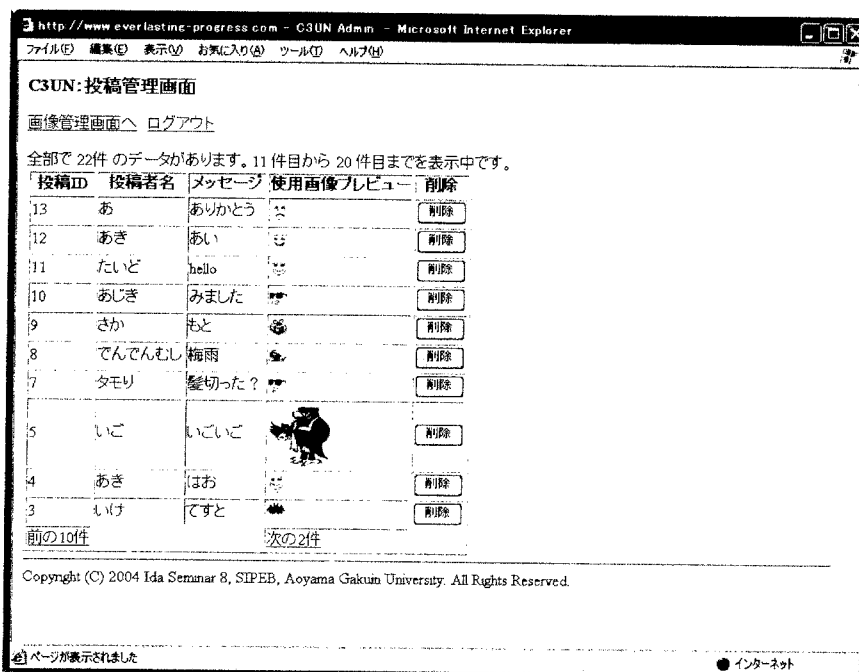 http://www.everlasting-progress.com - C3UN Admin - Microsoft Internet Explorer
ファイル(F) 編集(E) 表示(V) お気に入り(A) ツール(T) ヘルプ(H)
C3UN:投稿管理画面
画像管理画面へ ログアウト
全部で 22件 のデータがあります。11 件目から 20 件目までを表示中です。
投稿ID 投稿者名 メッセージ 使用画像プレビュー 削除
13 あ ありかとう 削除
12 あき あい 削除
11 たいど hello 削除
10 あじき みました 削除
9 さか もと 削除
8 でんでんむし 梅雨 削除
7 タモリ 髪切った? 削除
5 いご いごいご 削除
4 あき はお 削除
3 いけ てすと 削除
前の10件 次の2件
Copyright (C) 2004 Ida Seminar 8, SIPEB, Aoyama Gakuin University. All Rights Reserved.
ページが表示されました インターネット